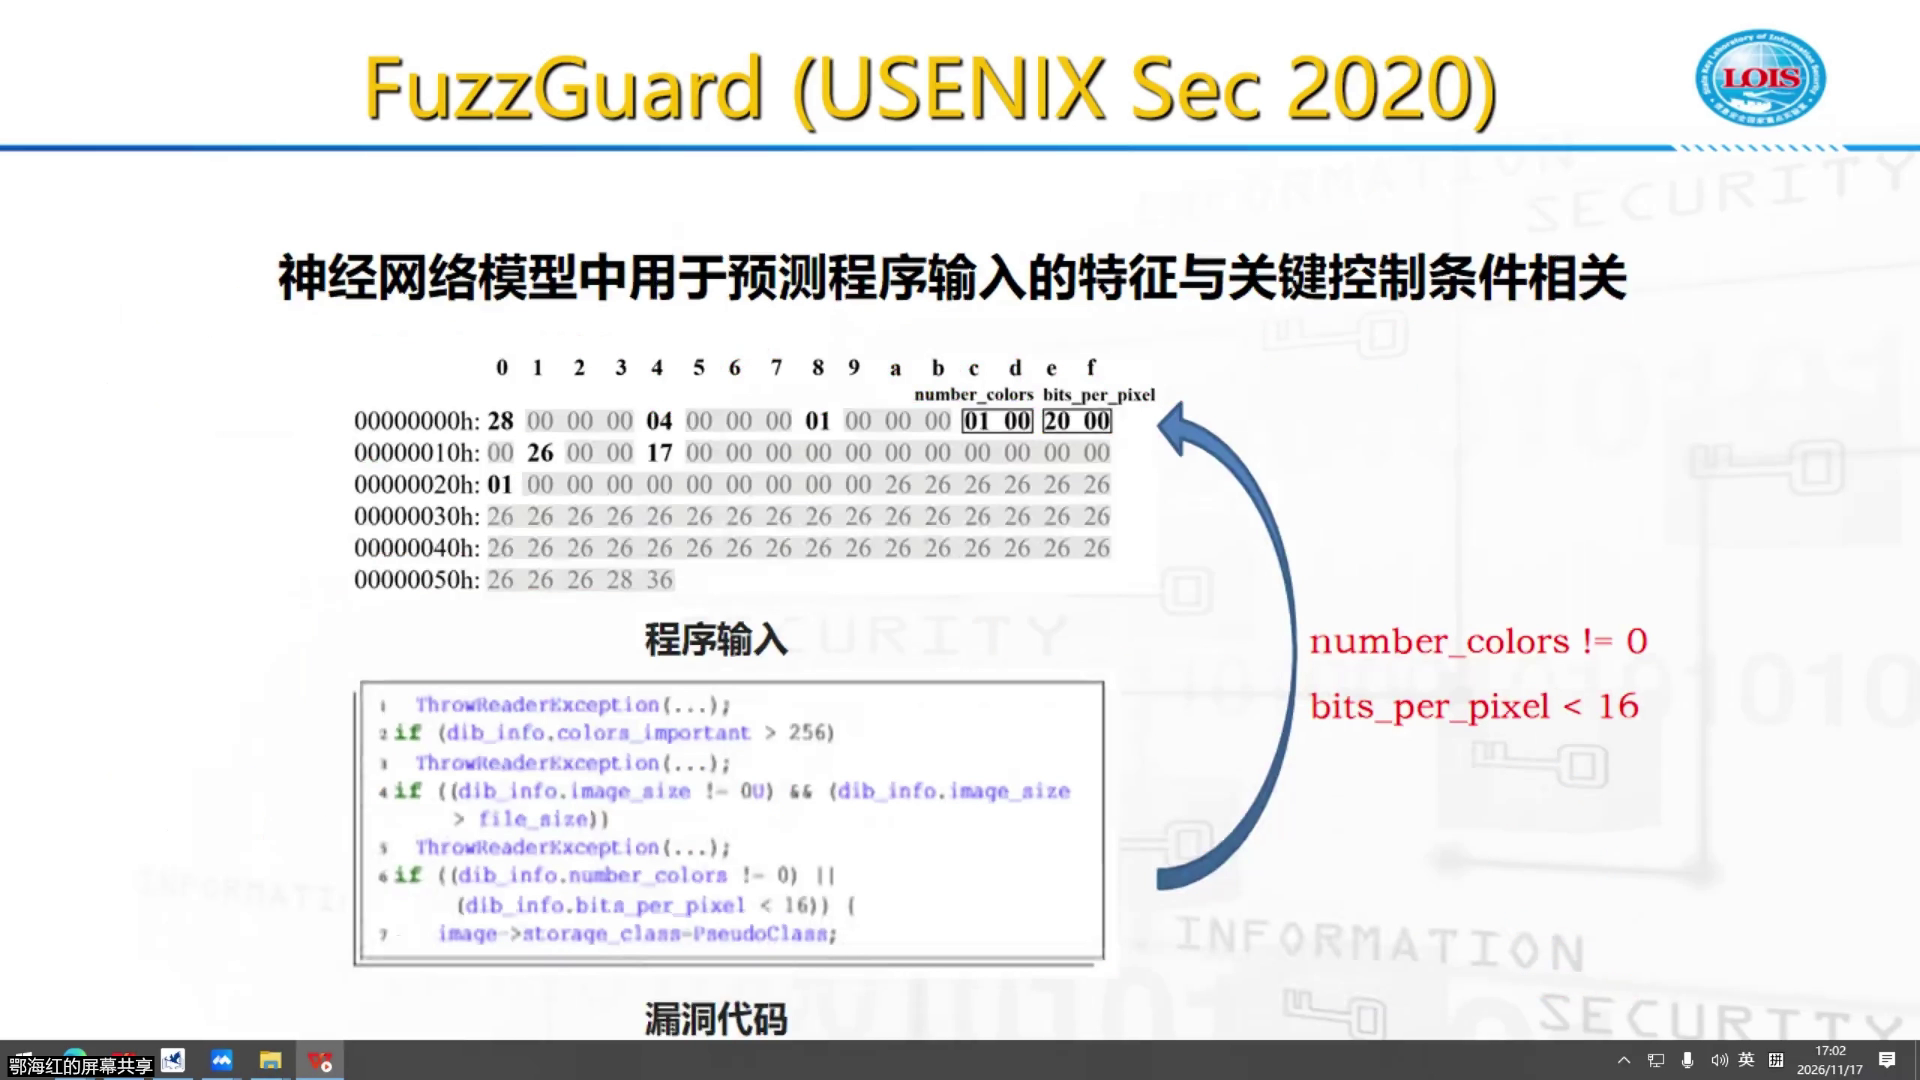 FuzzGuard (USENIX Sec 2020)
LOIS
神经网络模型中用于预测程序输入的特征与关键控制条件相关
0 1 2 3 4 5 6 7 8 9 a b c d e f
number_colors bits_per_pixel
00000000h: 28 00 00 00 04 00 00 00 01 00 00 00 01 00 20 00
00000010h: 00 26 00 00 17 00 00 00 00 00 00 00 00 00 00 00
00000020h: 01 00 00 00 00 00 00 00 00 00 26 26 26 26 26 26
00000030h: 26 26 26 26 26 26 26 26 26 26 26 26 26 26 26 26
00000040h: 26 26 26 26 26 26 26 26 26 26 26 26 26 26 26 26
00000050h: 26 26 26 28 36
程序输入
number_colors != 0
bits_per_pixel < 16
1 ThrowReaderException(...);
2 if (dib_info.colors_important > 256)
3 ThrowReaderException(...);
4 if ((dib_info.image_size != 0U) && (dib_info.image_size
> file_size))
5 ThrowReaderException(...);
6 if ((dib_info.number_colors != 0) ||
(dib_info.bits_per_pixel < 16)) {
7 image->storage_class=PseudoClass;
漏洞代码
INFORMATION
SECURITY
鄂海红的屏幕共享
英
17:02
2026/11/17